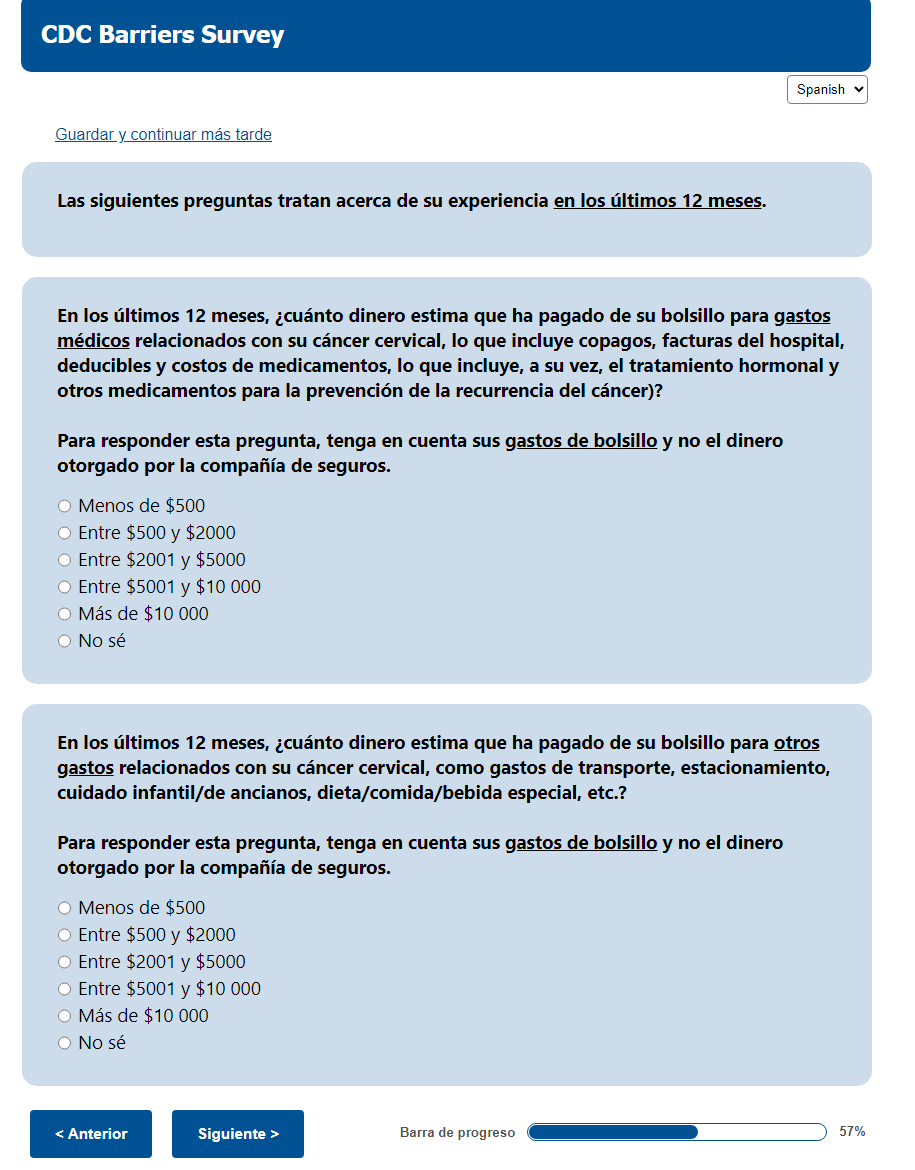 CDC Barriers Survey
Spanish
Guardar y continuar más tarde
Las siguientes preguntas tratan acerca de su experiencia en los últimos 12 meses.
En los últimos 12 meses, ¿cuánto dinero estima que ha pagado de su bolsillo para gastos
médicos relacionados con su cáncer cervical, lo que incluye copagos, facturas del hospital,
deducibles y costos de medicamentos, lo que incluye, a su vez, el tratamiento hormonal y
otros medicamentos para la prevención de la recurrencia del cáncer)?
Para responder esta pregunta, tenga en cuenta sus gastos de bolsillo y no el dinero
otorgado por la compañía de seguros.
Menos de $500
Entre $500 y $2000
Entre $2001 y $5000
Entre $5001 y $10 000
Más de $10 000
No sé
En los últimos 12 meses, ¿cuánto dinero estima que ha pagado de su bolsillo para otros
gastos relacionados con su cáncer cervical, como gastos de transporte, estacionamiento,
cuidado infantil/de ancianos, dieta/comida/bebida especial, etc.?
Para responder esta pregunta, tenga en cuenta sus gastos de bolsillo y no el dinero
otorgado por la compañía de seguros.
Menos de $500
Entre $500 y $2000
Entre $2001 y $5000
Entre $5001 y $10 000
Más de $10 000
No sé
< Anterior
Siguiente >
Barra de progreso
57%